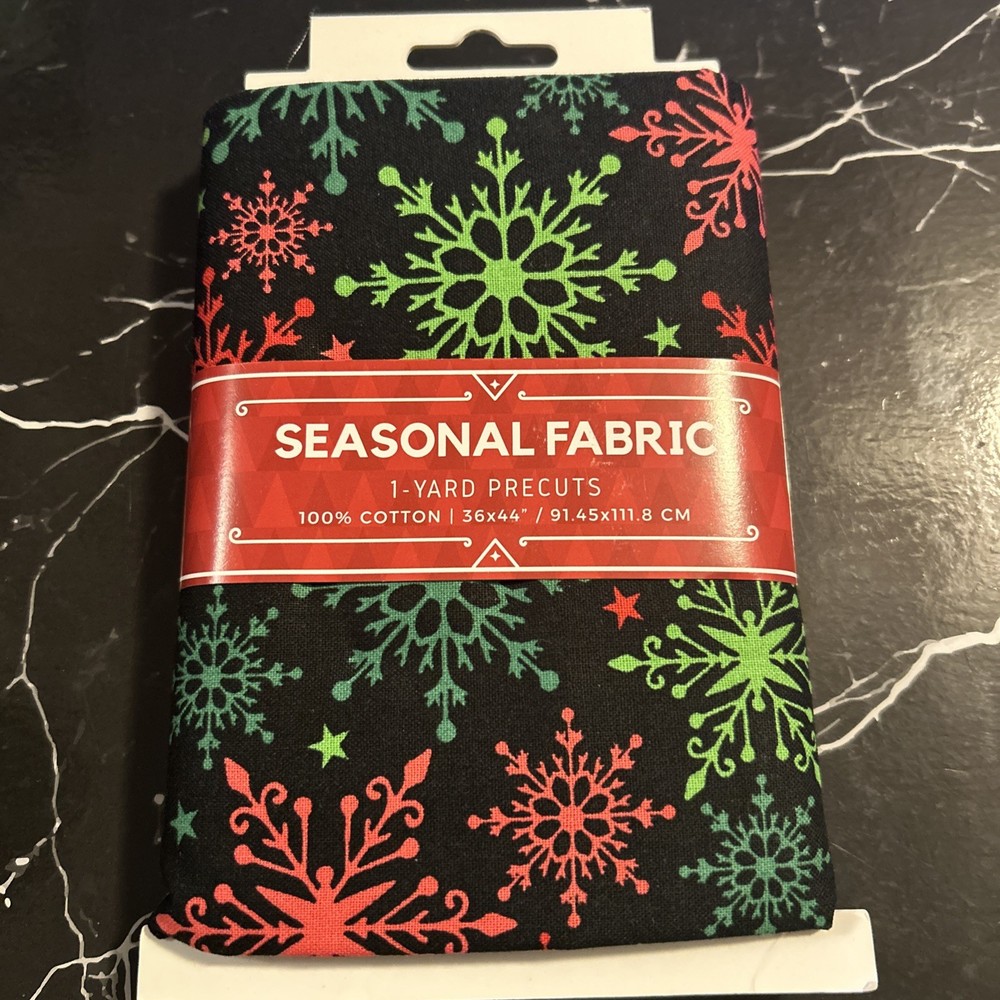 SEASONAL FABRIC
1-YARD PRECUTS
100% COTTON | 36x44" / 91.45x111.8 CM